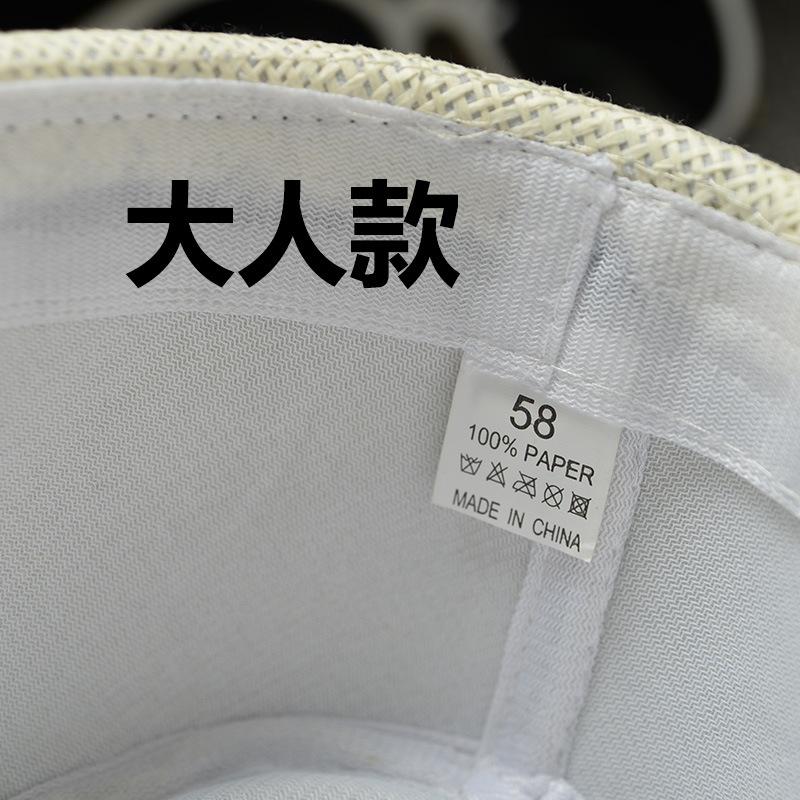 大人款
58
100% PAPER
MADE IN CHINA